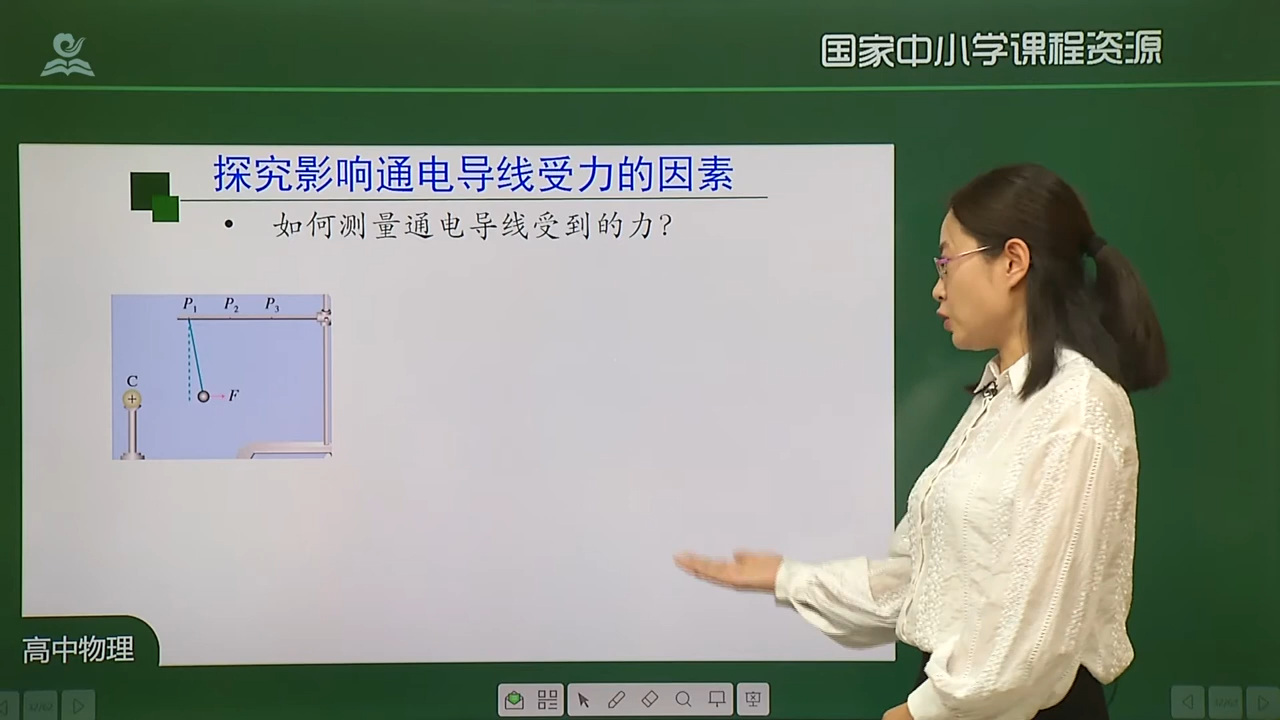 国家中小学课程资源
探究影响通电导线受力的因素
• 如何测量通电导线受到的力?
P1 P2 P3
C
+
F
高中物理